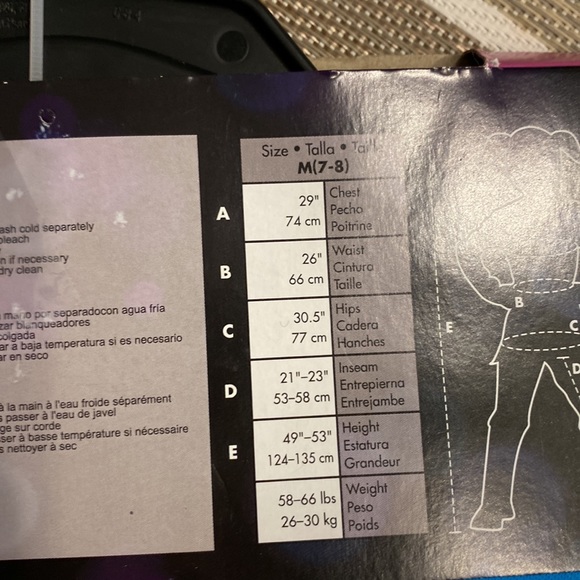 ash cold separately
bleach
n if necessary
dry clean
mano por separadocon agua fría
zar blanqueadores
colgada
ar a baja temperatura si es necesario
ar en seco
à la main à l'eau froide séparément
s passer à l'eau de javel
ge sur corde
ser à basse température si nécessaire
s nettoyer à sec
Size • Talla • Taill
M(7-8)
A
29"
74 cm
Chest
Pecho
Poitrine
B
26"
66 cm
Waist
Cintura
Taille
C
30.5"
77 cm
Hips
Cadera
Hanches
D
21"–23"
53–58 cm
Inseam
Entrepierna
Entrejambe
E
49"–53"
124–135 cm
Height
Estatura
Grandeur
58–66 lbs
26–30 kg
Weight
Peso
Poids
B
E
C
D